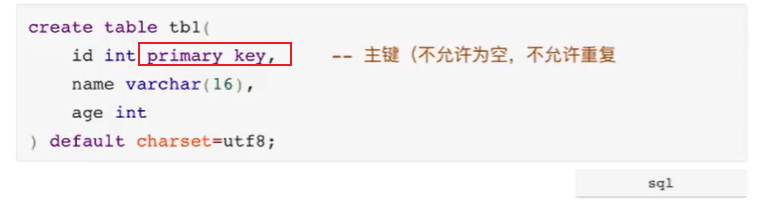 create table tb1(
id int primary key, -- 主键（不允许为空，不允许重复
name varchar(16),
age int
) default charset=utf8;
sql